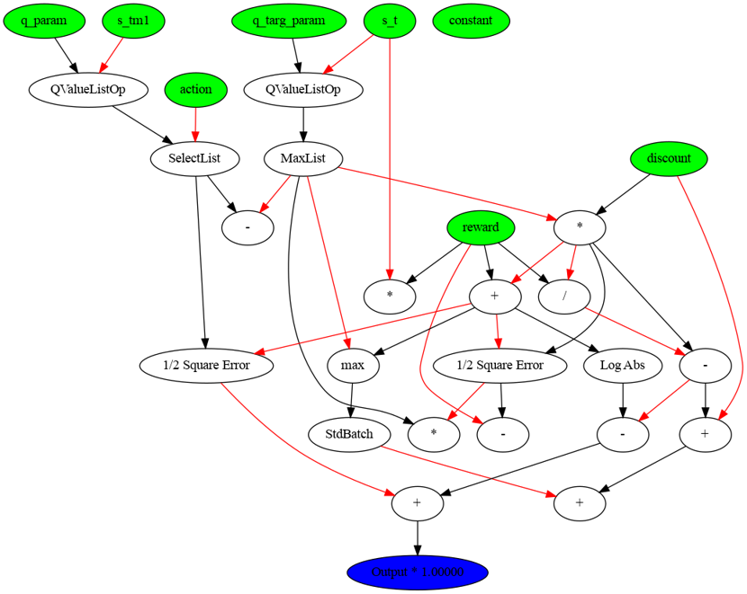 q_param
s_tm1
q_targ_param
s_t
constant
QValueListOp
action
QValueListOp
SelectList
MaxList
discount
-
reward
*
*
+
/
1/2 Square Error
max
1/2 Square Error
Log Abs
-
StdBatch
*
-
-
+
+
+
Output * 1.00000